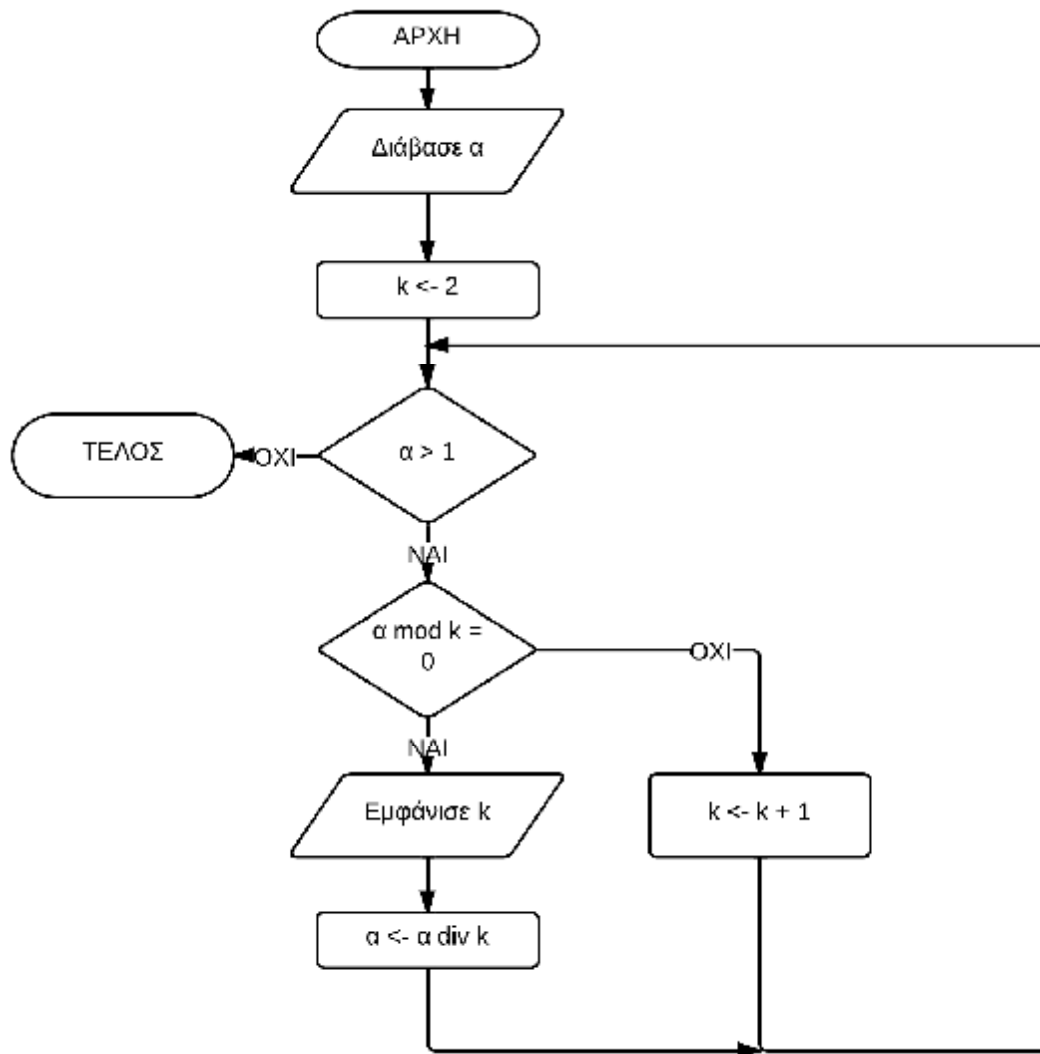 ΑΡΧΗ
Διάβασε α
k <- 2
α > 1
ΟΧΙ
ΤΕΛΟΣ
ΝΑΙ
α mod k =
0
ΟΧΙ
ΝΑΙ
Εμφάνισε k
k <- k + 1
α <- α div k